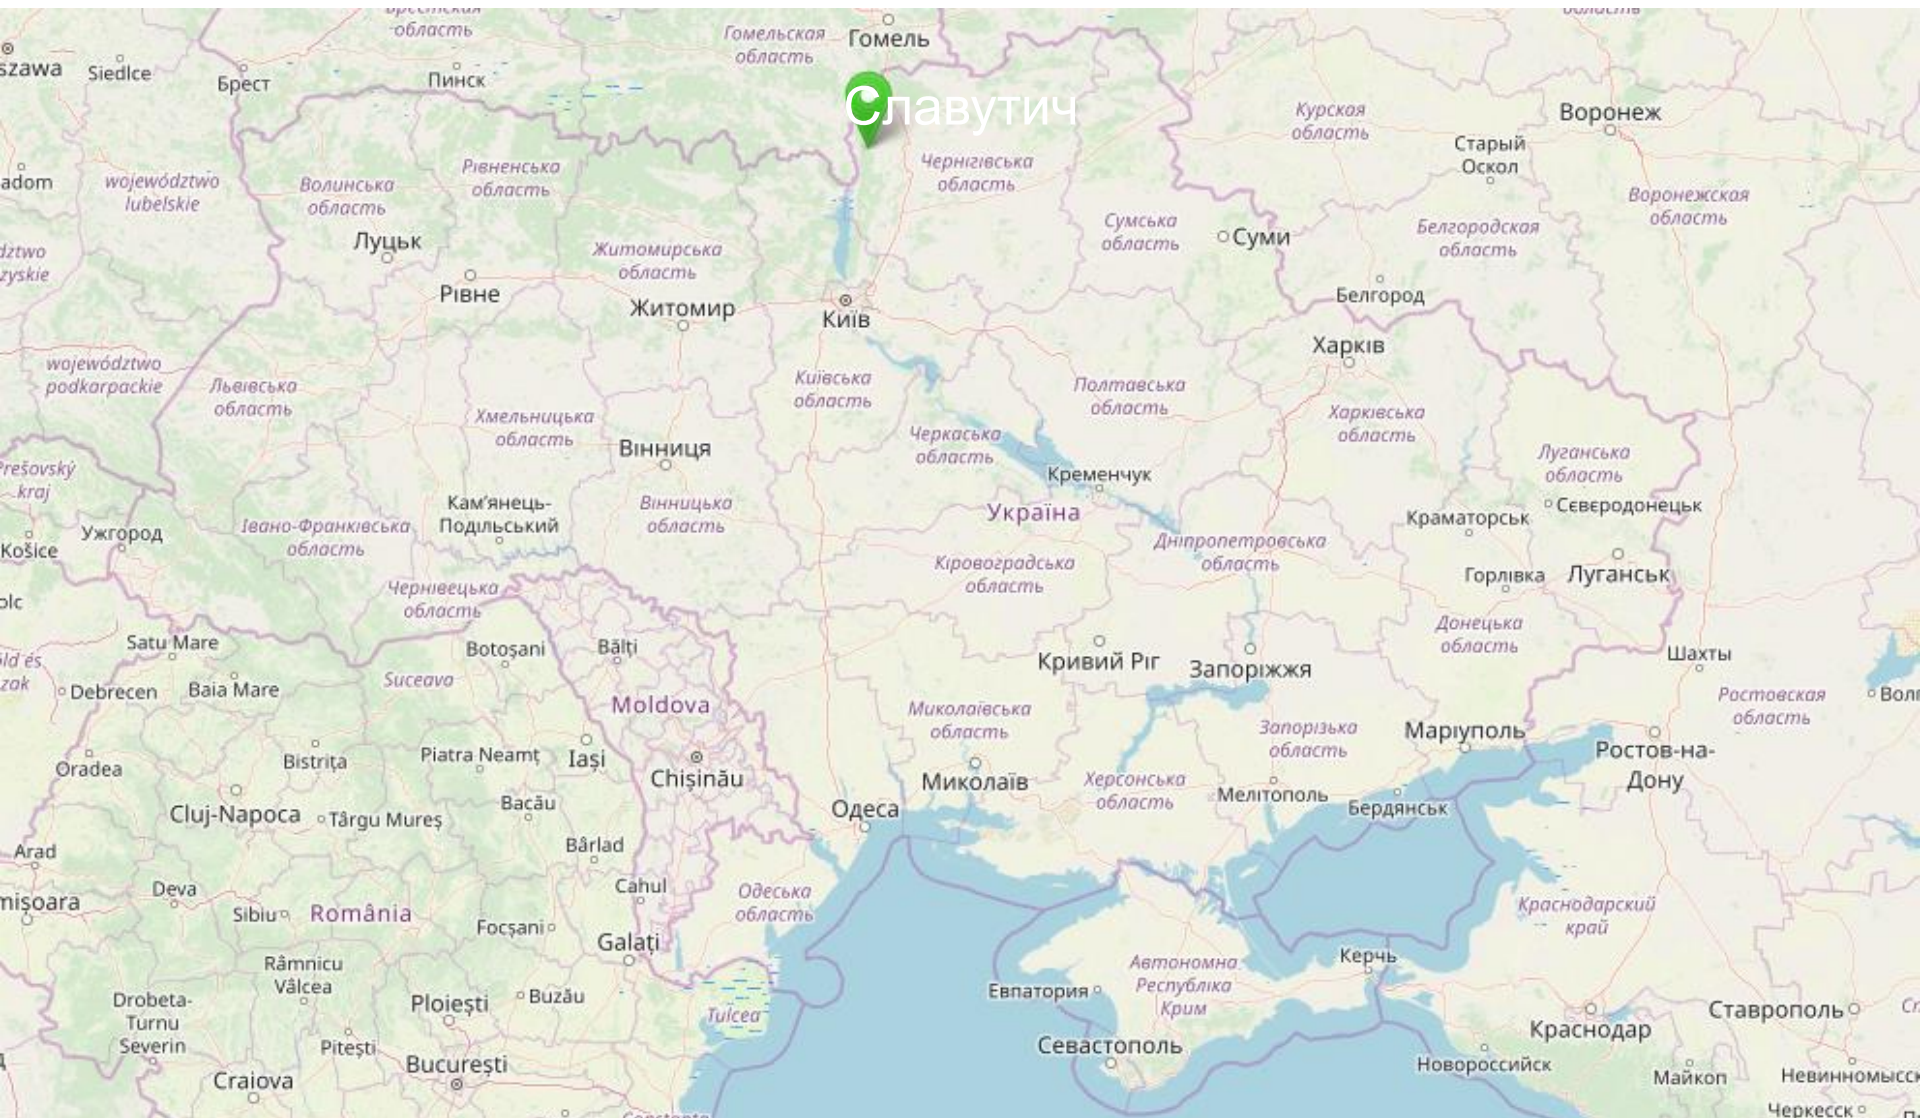 область
Брестская
область
Гомельская
область
Гомель
szawa
Siedlce
Брест
Пинск
Славутич
Курская
область
Воронеж
Старый
Оскол
adom
województwo
lubelskie
Волинська
область
Рівненська
область
Чернігівська
область
Воронежская
область
Луцьк
Житомирська
область
Сумська
область
Суми
Белгородская
область
Рівне
Житомир
Київ
Белгород
Харків
województwo
podkarpackie
Львівська
область
Хмельницька
область
Київська
область
Полтавська
область
Харківська
область
Вінниця
Черкаська
область
Кременчук
Луганська
область
Prešovský
kraj
Кам’янець-
Подільський
Вінницька
область
Україна
Сєвєродонецьк
Краматорськ
Košice
Ужгород
Івано-Франківська
область
Дніпропетровська
область
Кіровоградська
область
Горлівка
Луганськ
Чернівецька
область
Satu Mare
Botoșani
Bălți
Донецька
область
Кривий Ріг
Запоріжжя
Шахты
Debrecen
Baia Mare
Suceava
Moldova
Миколаївська
область
Запорізька
область
Ростовская
область
Маріуполь
Oradea
Bistrița
Piatra Neamț
Iași
Chișinău
Миколаїв
Херсонська
область
Мелітополь
Бердянськ
Ростов-на-
Дону
Cluj-Napoca
Târgu Mureș
Bacău
Одеса
Arad
Bârlad
Deva
Cahul
Одеська
область
mișoara
Sibiu
România
Focșani
Galați
Краснодарский
край
Râmnicu
Vâlcea
Керчь
Автономна
Республіка
Крим
Евпатория
Drobeta-
Turnu
Severin
Ploiești
Buzău
Tulcea
Pitești
București
Севастополь
Краснодар
Ставрополь
Craiova
Новороссийск
Майкоп
Невинномысск
Constanța
Черкесск